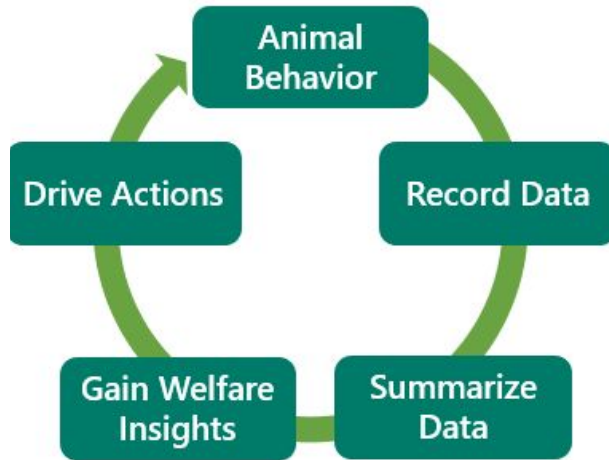 Animal
Behavior
Record Data
Summarize
Data
Gain Welfare
Insights
Drive Actions